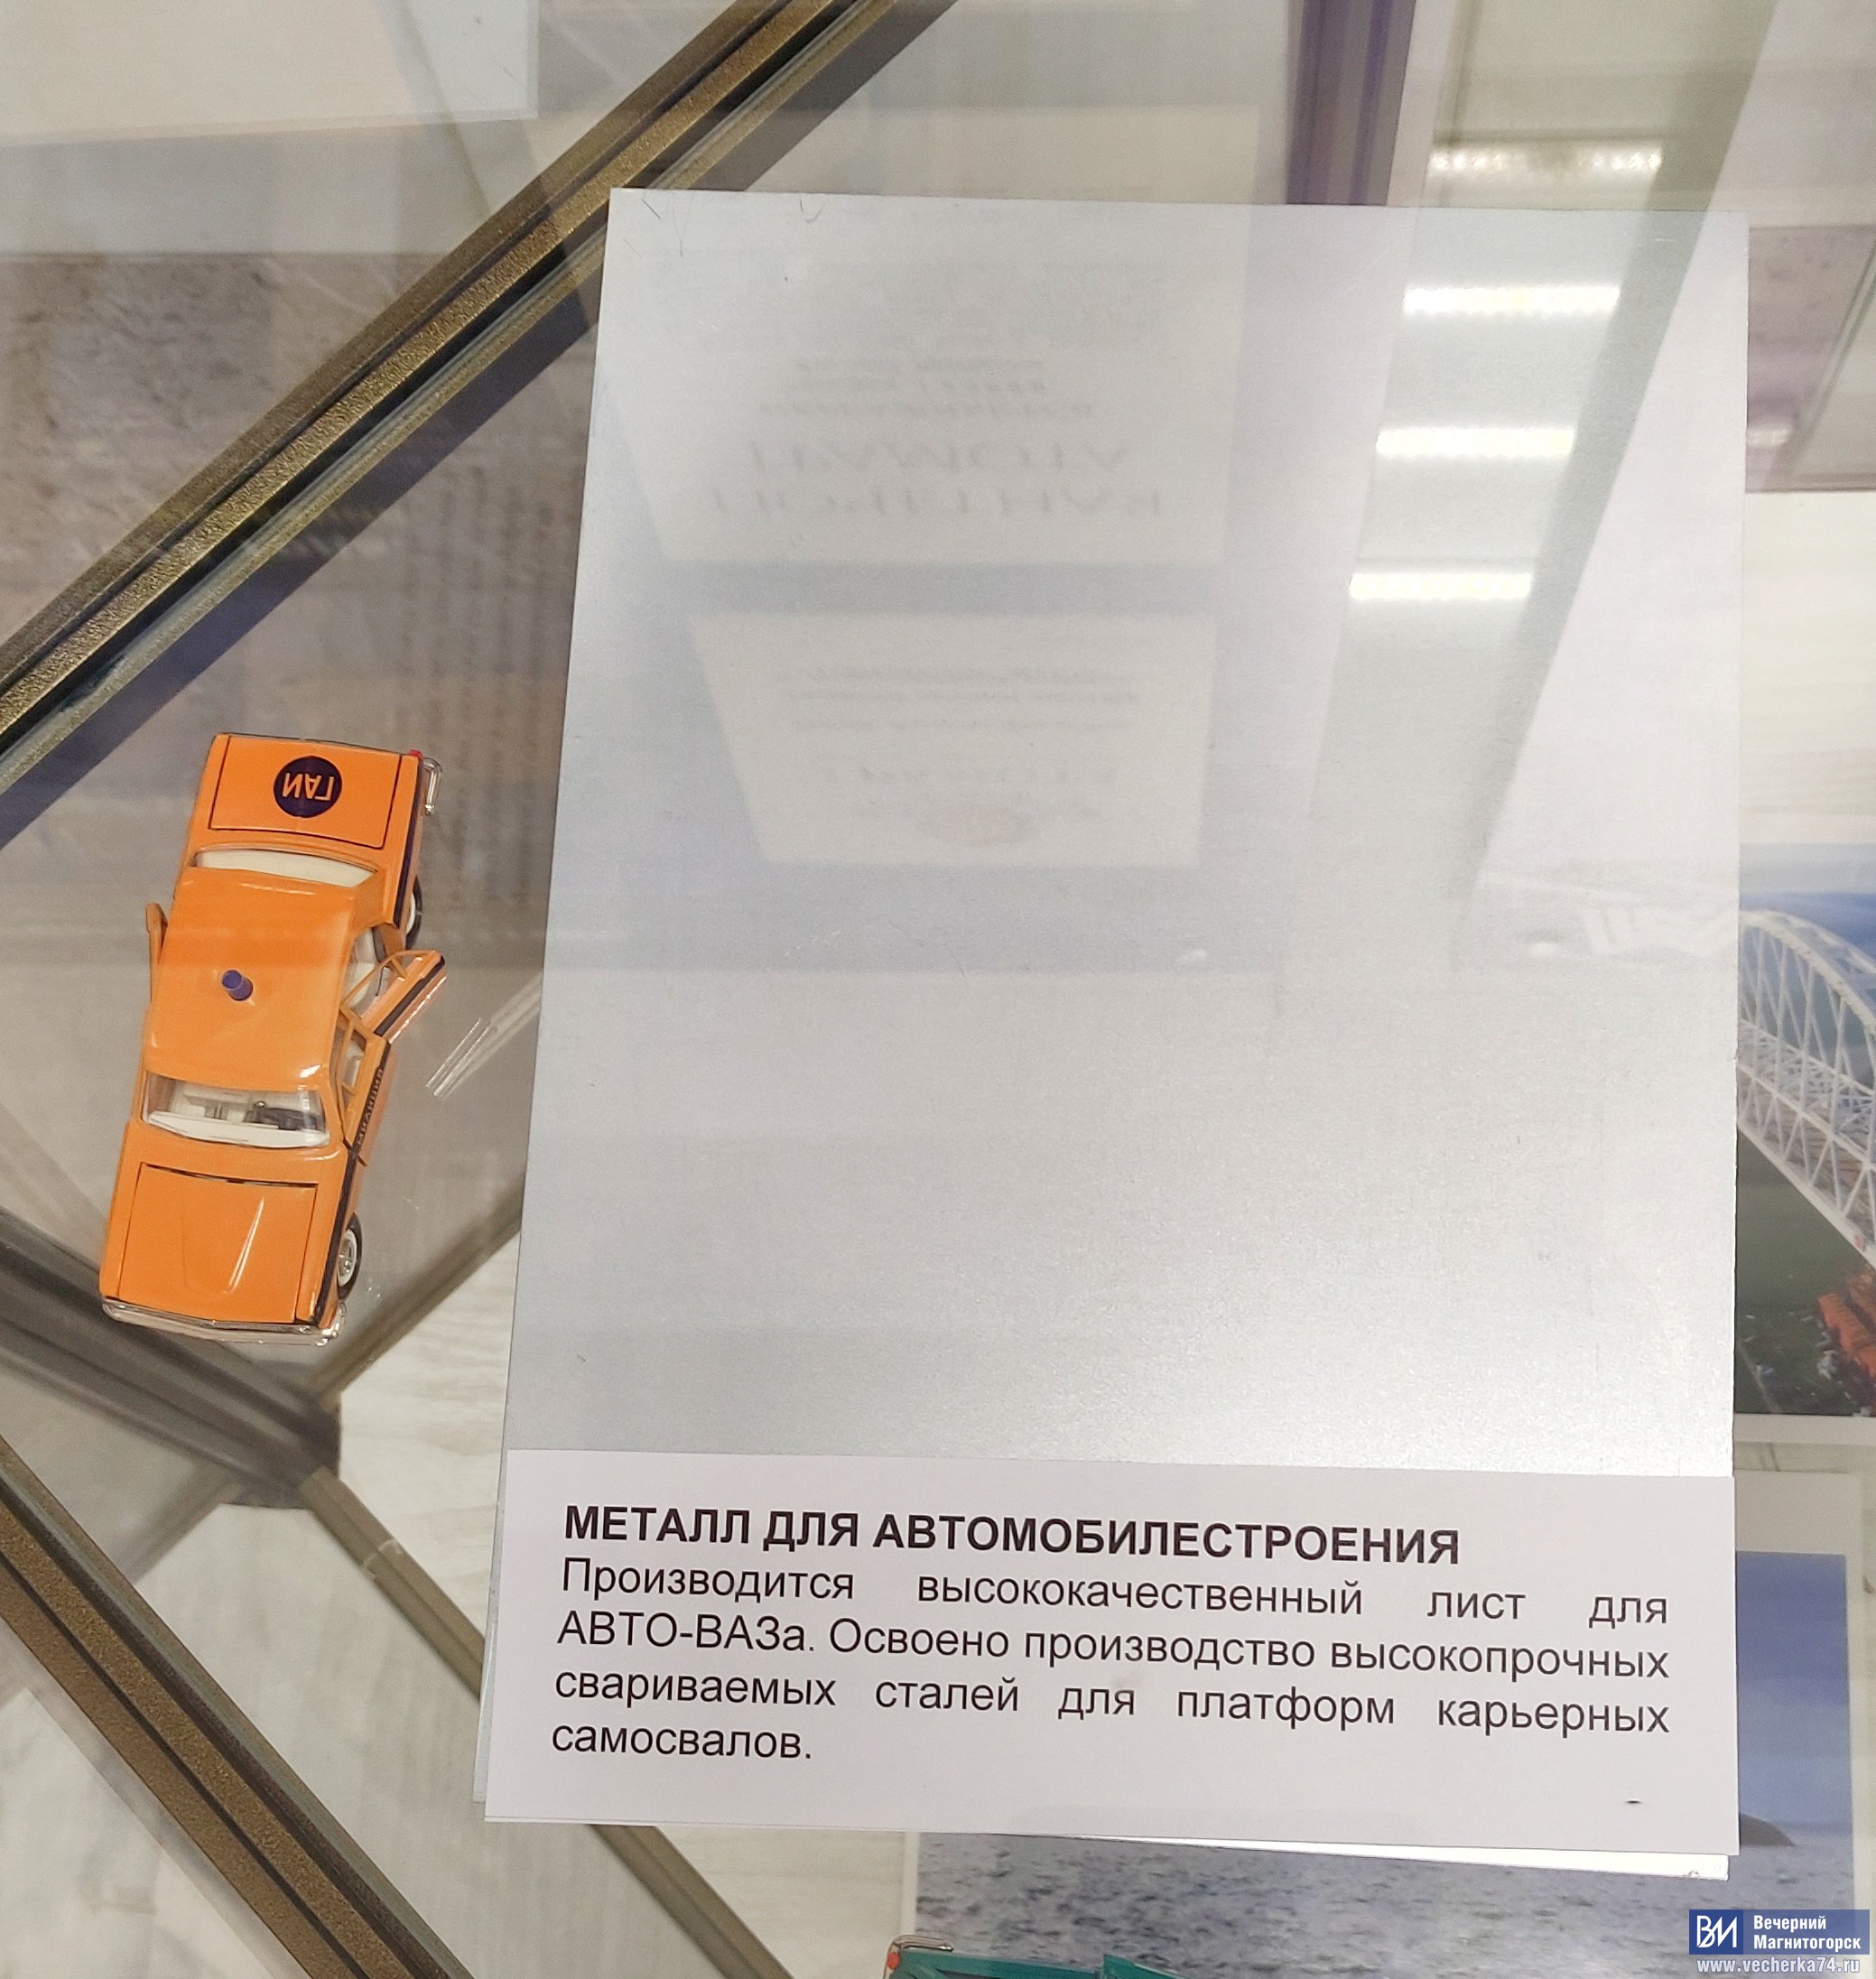 ГАИ
МЕТАЛЛ ДЛЯ АВТОМОБИЛЕСТРОЕНИЯ
Производится высококачественный лист для
АВТО-ВАЗа. Освоено производство высокопрочных
свариваемых сталей для платформ карьерных
самосвалов.
ВМ Вечерний
Магнитогорск
www.vecherka74.ru